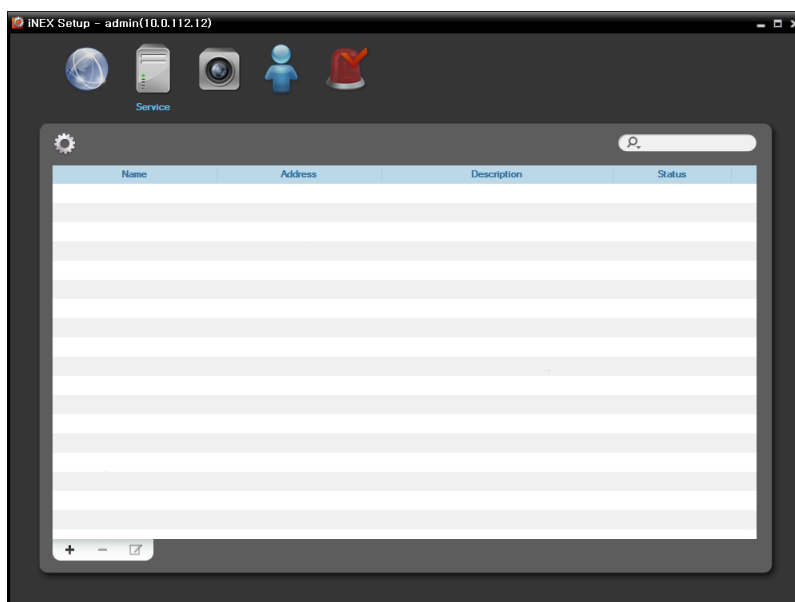 iNEX Setup - admin(10.0.112.12)
Service
Name Address Description Status